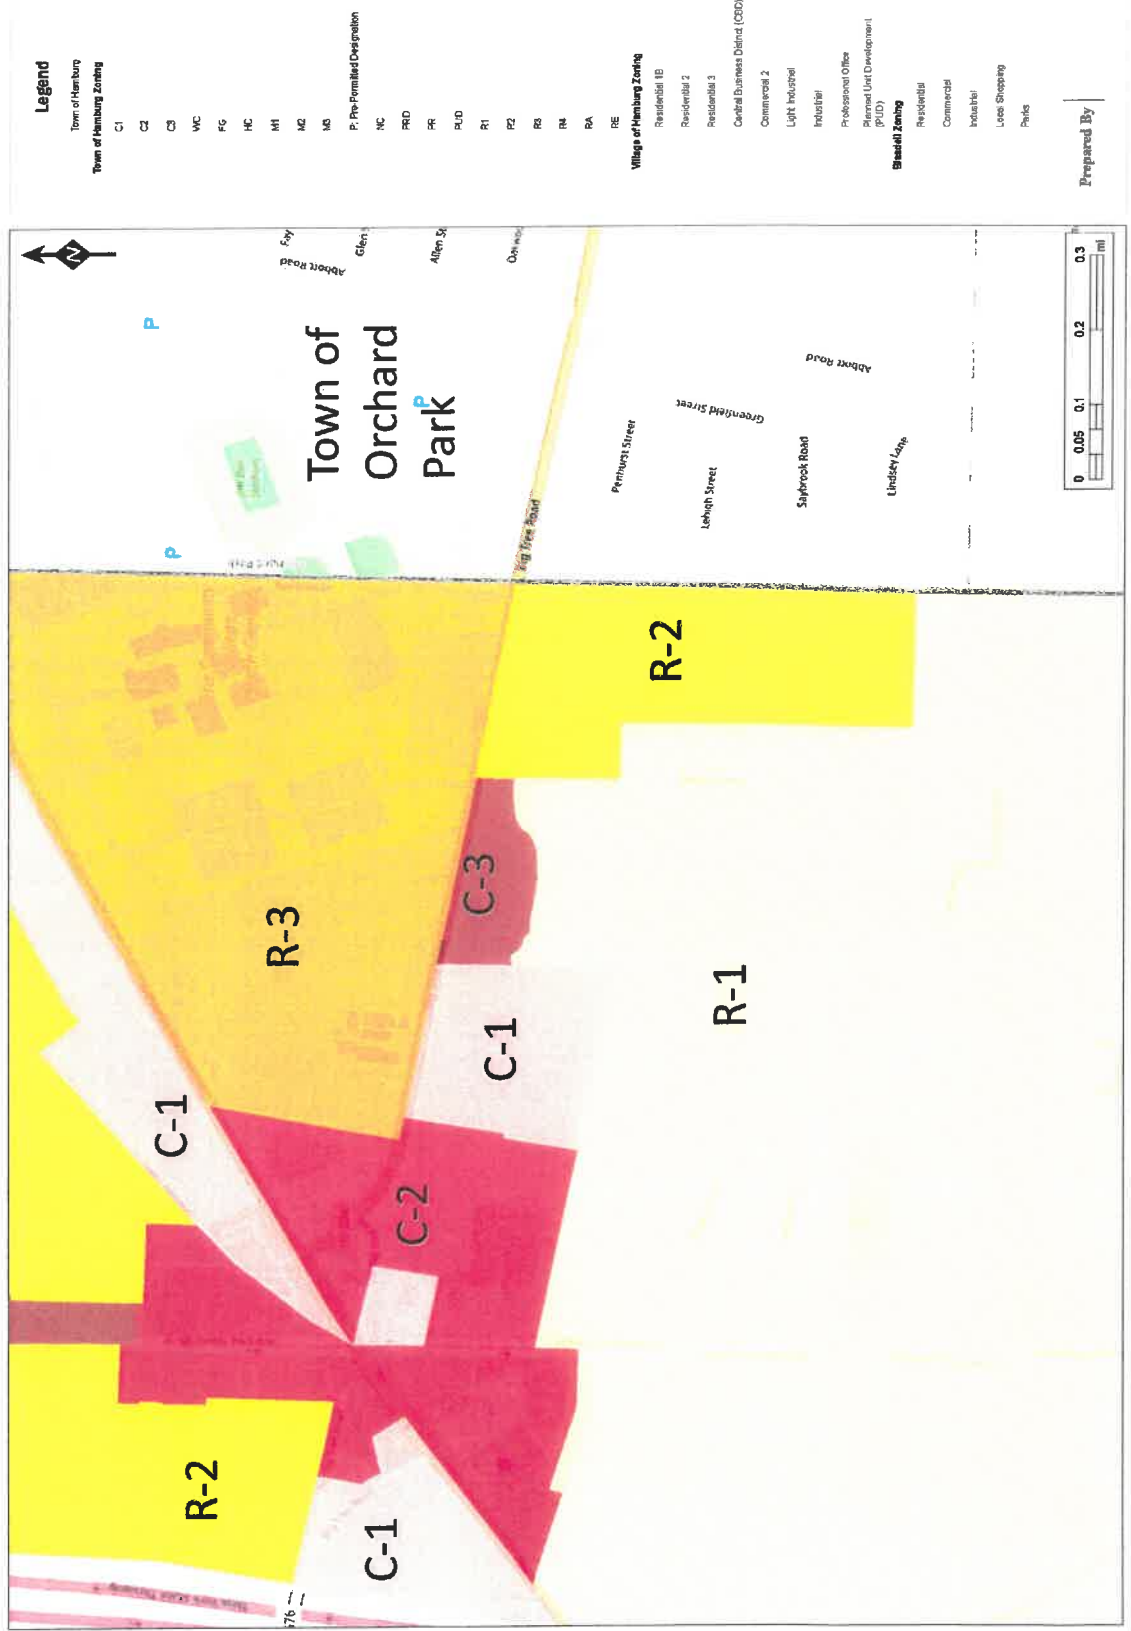 Legend
Town of Hamburg
Town of Hamburg Zoning
C1
C2
C3
WC
FG
HC
M1
M2
M3
P: Pre-Permitted Designation
NC
PRD
PR
PUD
R1
R2
R3
R4
RA
RE
Village of Hamburg Zoning
Residential 1B
Residential 2
Residential 3
Central Business District (CBD)
Commercial 2
Light Industrial
Industrial
Professional Office
Planned Unit Development
(PUD)
Blasdell Zoning
Residential
Commercial
Industrial
Local Shopping
Parks
Prepared By
N
Fay
Abbott Road
Glen
Allen St
P
P
P
Town of
Orchard
Park
Big Tree Road
Penhurst Street
Greenfield Street
Lehigh Street
Abbott Road
Saybrook Road
Lindsey Lane
0 0.05 0.1 0.2 0.3
mi
R-2
R-3
C-3
C-1
R-1
C-1
C-2
R-2
C-1